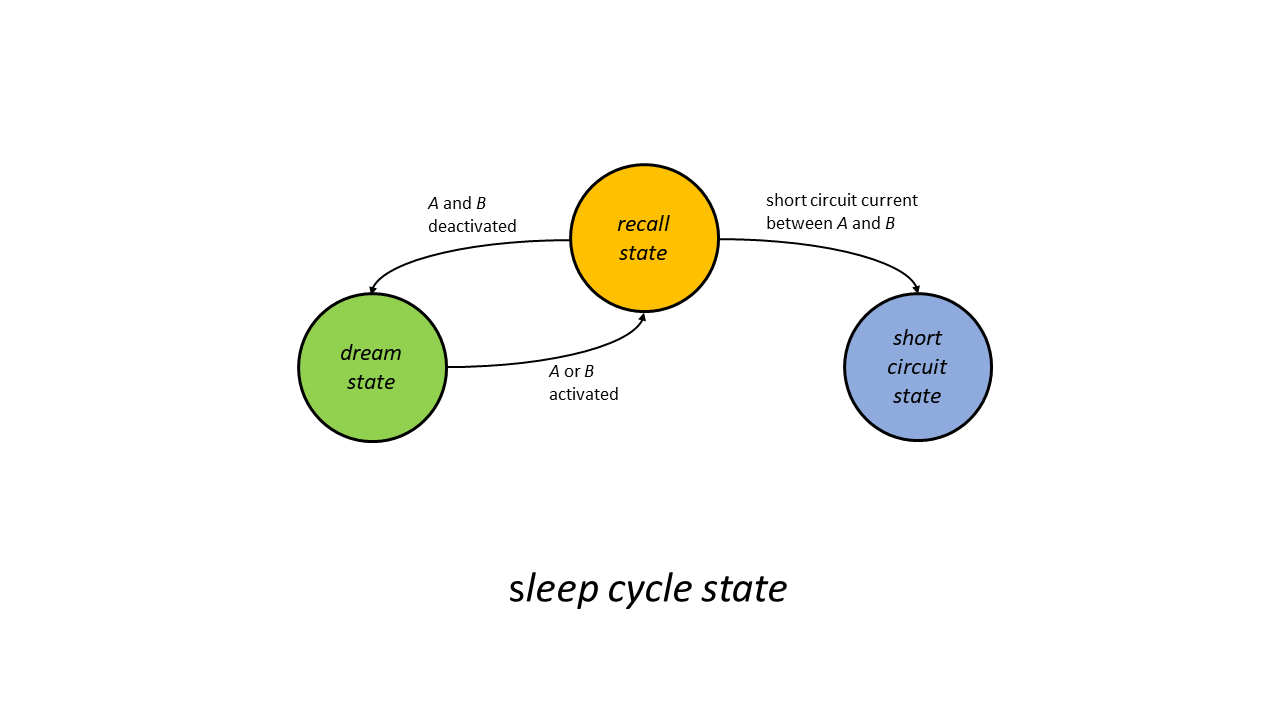 A and B
deactivated
recall
state
short circuit current
between A and B
dream
state
A or B
activated
short
circuit
state
sleep cycle state